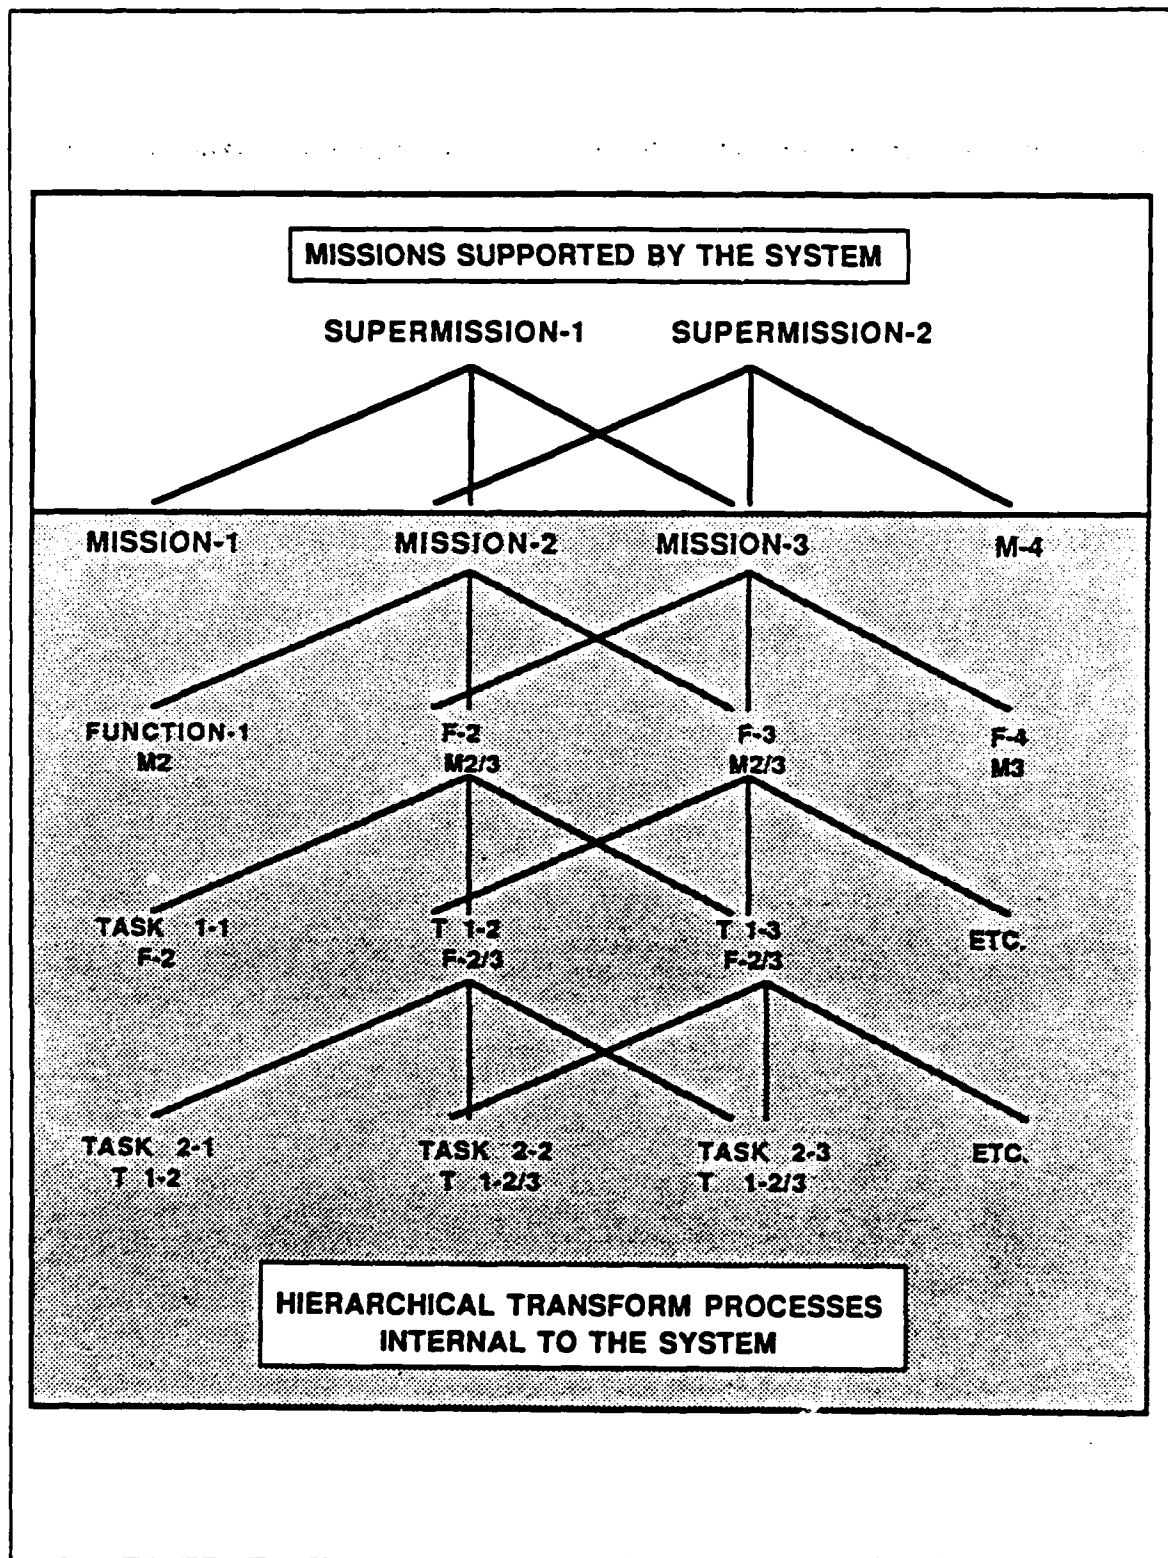 MISSIONS SUPPORTED BY THE SYSTEM
SUPERMISSION-1 SUPERMISSION-2
MISSION-1 MISSION-2 MISSION-3 M-4
FUNCTION-1 F-2 F-3 F-4
M2 M2/3 M2/3 M3
TASK 1-1 T 1-2 T 1-3 ETC.
F-2 F-2/3 F-2/3
TASK 2-1 TASK 2-2 TASK 2-3 ETC.
T 1-2 T 1-2/3 T 1-2/3
HIERARCHICAL TRANSFORM PROCESSES
INTERNAL TO THE SYSTEM